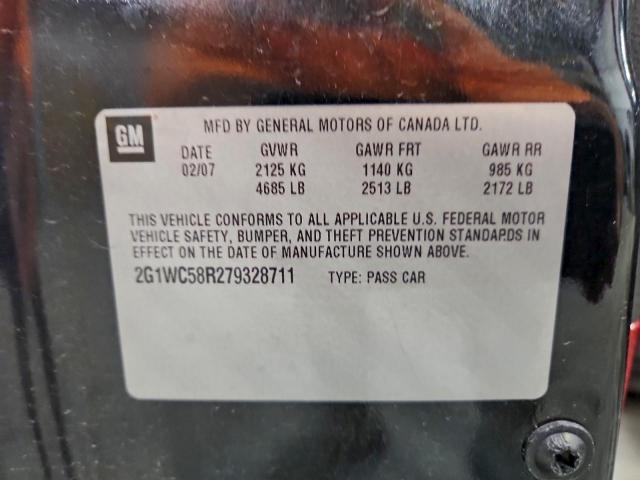 GM
MFD BY GENERAL MOTORS OF CANADA LTD.
DATE GVWR GAWR FRT GAWR RR
02/07 2125 KG 1140 KG 985 KG
4685 LB 2513 LB 2172 LB
THIS VEHICLE CONFORMS TO ALL APPLICABLE U.S. FEDERAL MOTOR
VEHICLE SAFETY, BUMPER, AND THEFT PREVENTION STANDARDS IN
EFFECT ON THE DATE OF MANUFACTURE SHOWN ABOVE.
2G1WC58R279328711 TYPE: PASS CAR